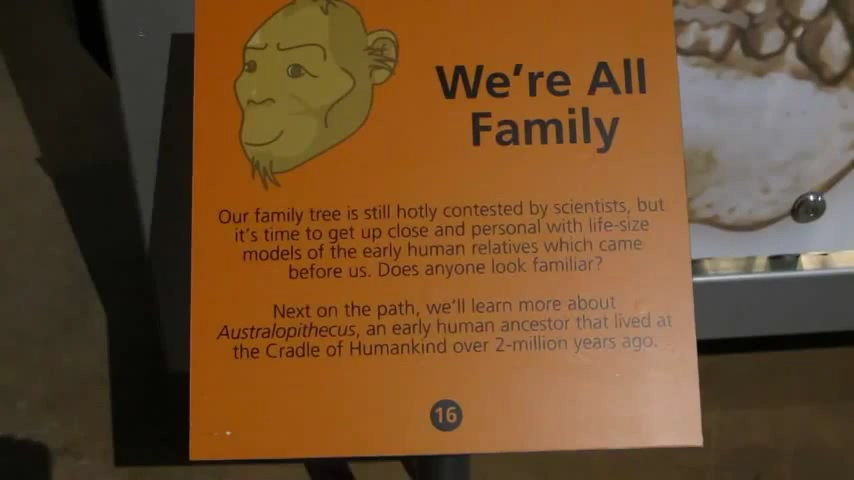 We're All
Family
Our family tree is still hotly contested by scientists, but
it's time to get up close and personal with life-size
models of the early human relatives which came
before us. Does anyone look familiar?
Next on the path, we'll learn more about
Australopithecus, an early human ancestor that lived at
the Cradle of Humankind over 2-million years ago.
16